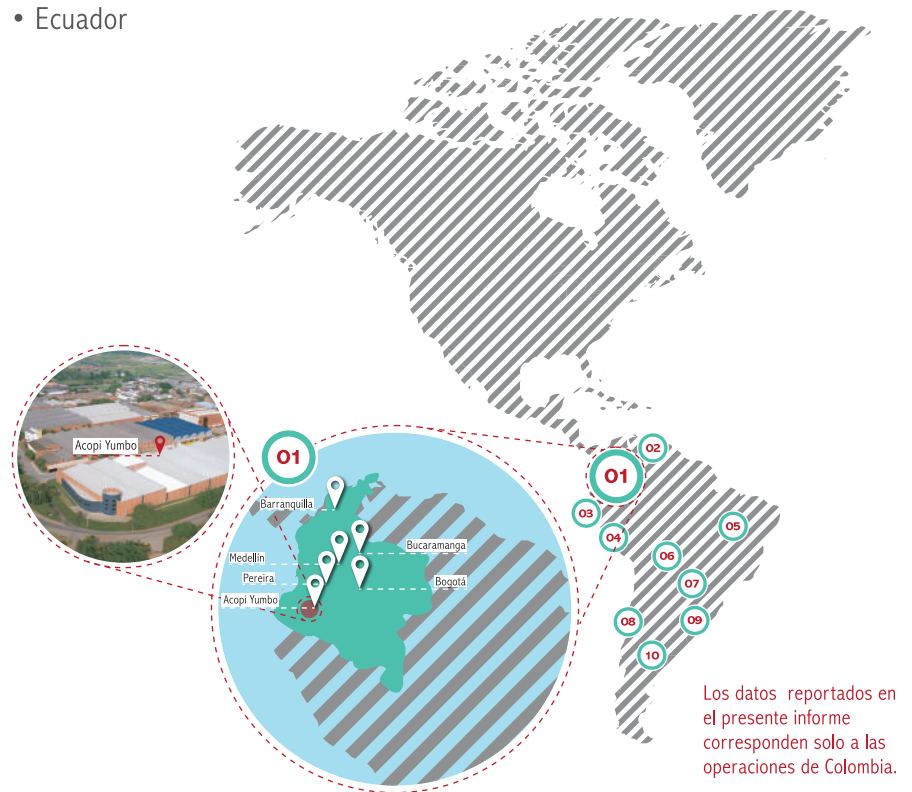 • Ecuador
Acopi Yumbo
01
Barranquilla
Medellín
Bucaramanga
Pereira
Bogotá
Acopi Yumbo
01
02
03
04
05
06
07
08
09
10
Los datos reportados en
el presente informe
corresponden solo a las
operaciones de Colombia.